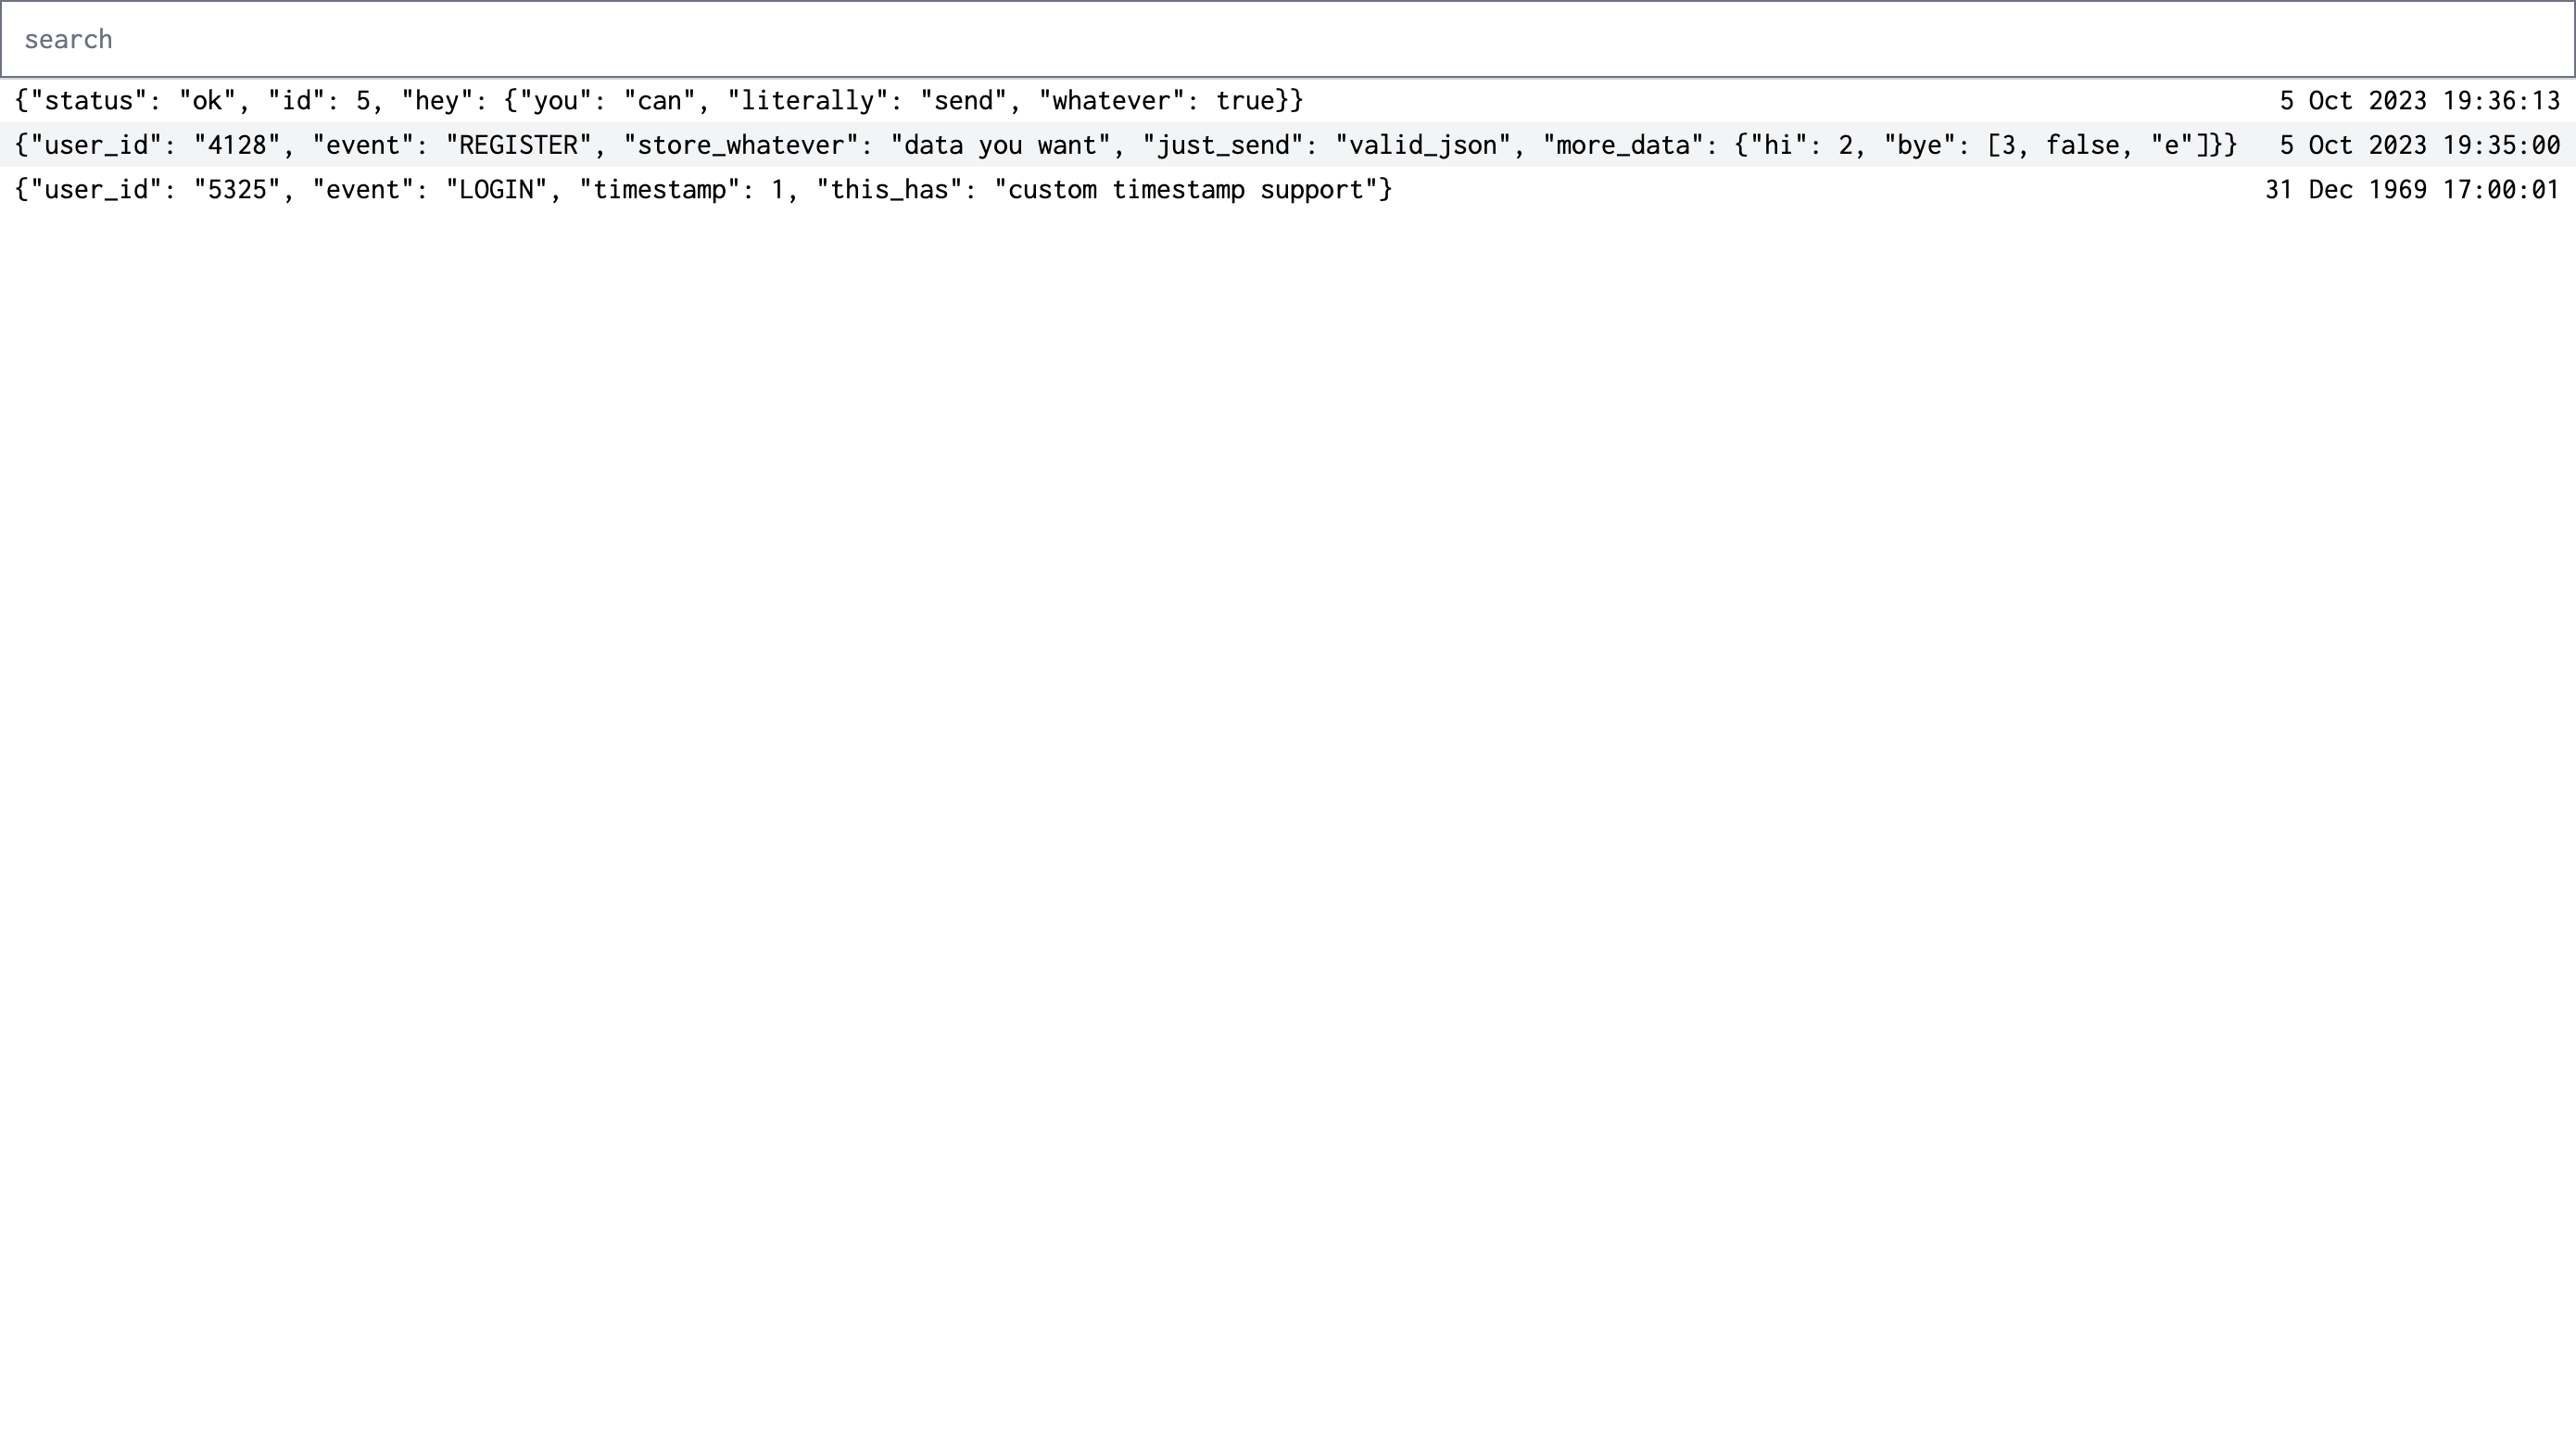 search
{"status": "ok", "id": 5, "hey": {"you": "can", "literally": "send", "whatever": true}} 5 Oct 2023 19:36:13
{"user_id": "4128", "event": "REGISTER", "store_whatever": "data you want", "just_send": "valid_json", "more_data": {"hi": 2, "bye": [3, false, "e"]}} 5 Oct 2023 19:35:00
{"user_id": "5325", "event": "LOGIN", "timestamp": 1, "this_has": "custom timestamp support"} 31 Dec 1969 17:00:01